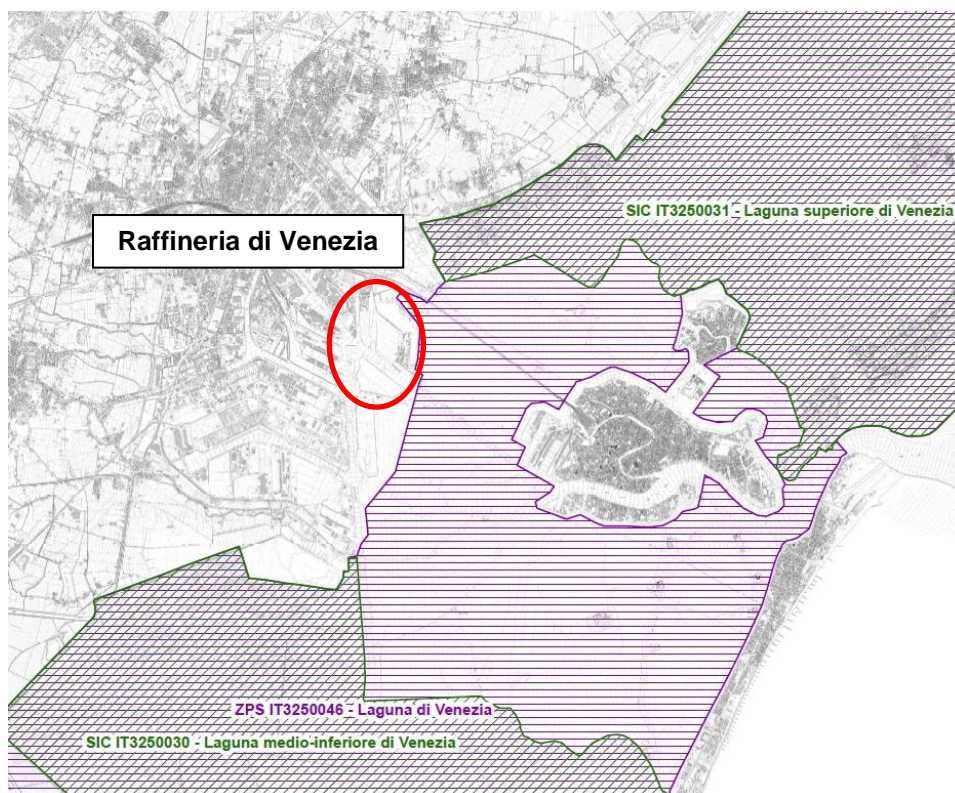 SIC IT3250031 - Laguna superiore di Venezia
Raffineria di Venezia
ZPS IT3250046 - Laguna di Venezia
SIC IT3250030 - Laguna medio-inferiore di Venezia